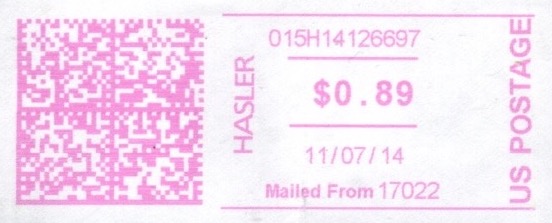 HASLER
015H14126697
$0.89
11/07/14
Mailed From 17022
US POSTAGE